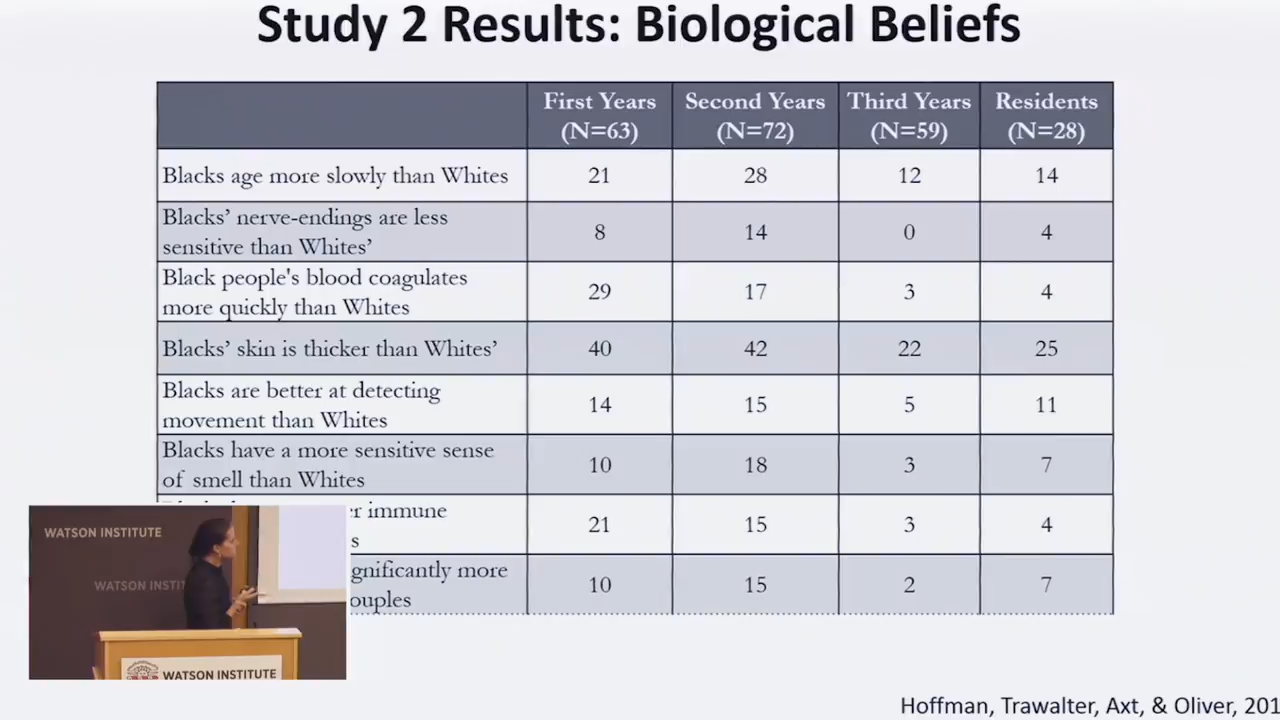 Study 2 Results: Biological Beliefs
First Years
(N=63)
Second Years
(N=72)
Third Years
(N=59)
Residents
(N=28)
Blacks age more slowly than Whites
21
28
12
14
Blacks’ nerve-endings are less
sensitive than Whites’
8
14
0
4
Black people's blood coagulates
more quickly than Whites
29
17
3
4
Blacks’ skin is thicker than Whites’
40
42
22
25
Blacks are better at detecting
movement than Whites
14
15
5
11
Blacks have a more sensitive sense
of smell than Whites
10
18
3
7
immune
21
15
3
4
more
10
15
2
7
WATSON INSTITUTE
WATSON
WATSON INSTITUTE
Hoffman, Trawalter, Axt, & Oliver, 201